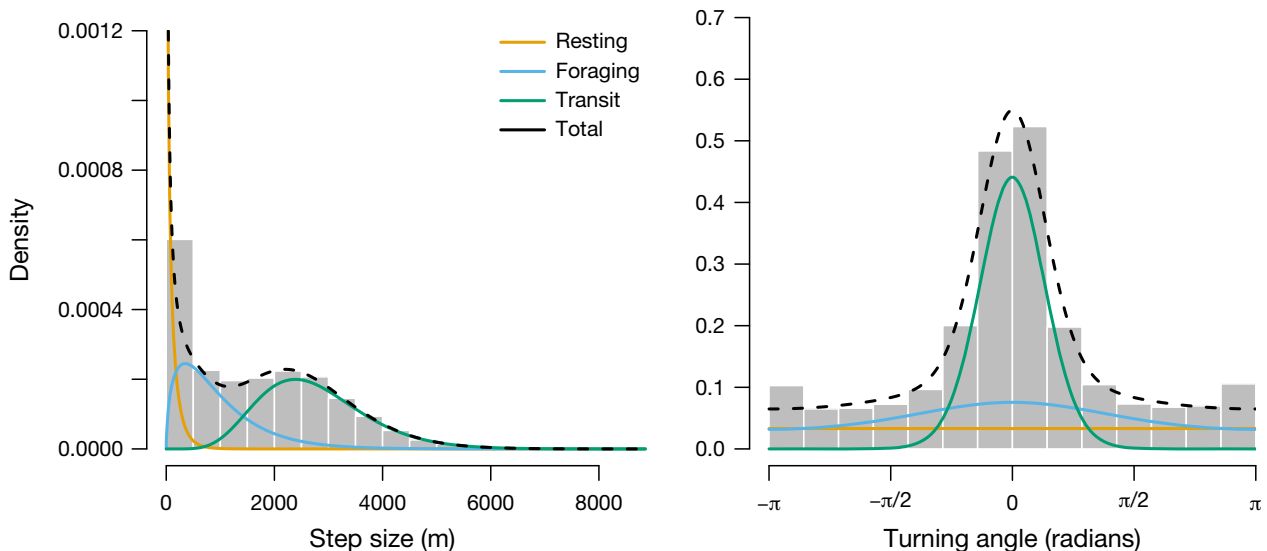 Density
0.0012
0.0008
0.0004
0.0000
0
2000
4000
6000
8000
Step size (m)
Resting
Foraging
Transit
Total
0.7
0.6
0.5
0.4
0.3
0.2
0.1
0.0
−π
−π/2
0
π/2
π
Turning angle (radians)